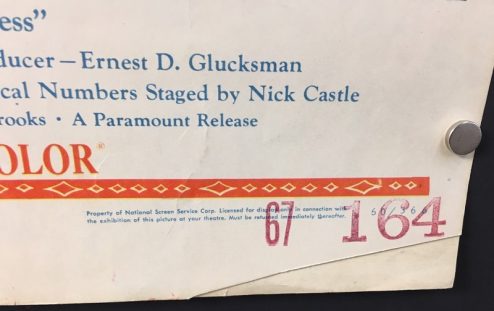 ess”
ducer — Ernest D. Glucksman
cal Numbers Staged by Nick Castle
rooks · A Paramount Release
OLOR®
Property of National Screen Service Corp. Licensed for display only in connection with
the exhibition of this picture at your theatre. Must be returned immediately thereafter.
67 164